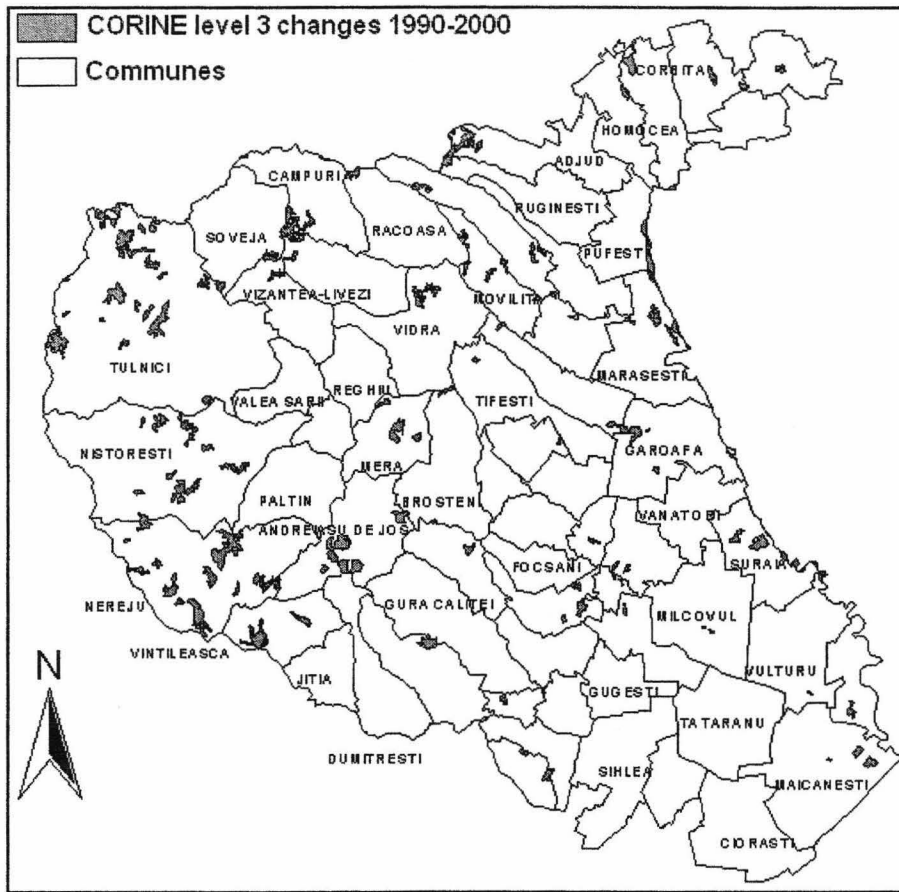 CORINE level 3 changes 1990-2000
Communes
CORBITA
HOMOCEA
ADJUD
CAMPURI
RUGINESTI
RACOASA
SOVEJA
PUFEST
VIZANTEA-LIVEZI
MOVILITA
VIDRA
TULNICI
MARASESTI
REGHIU
VALEA SARII
TIFESTI
GAROAFA
NISTORESTI
MERA
PALTIN
BROSTEN
VANATORI
ANDREIASU DE JOS
FOCSANI
SURAIA
NEREJU
GURA CALITEI
MILCOVUL
N
VINTILEASCA
VULTURU
JITIA
GUGESTI
TATARANU
DUMITRESTI
SIHLEA
MAICANESTI
CIORASTI